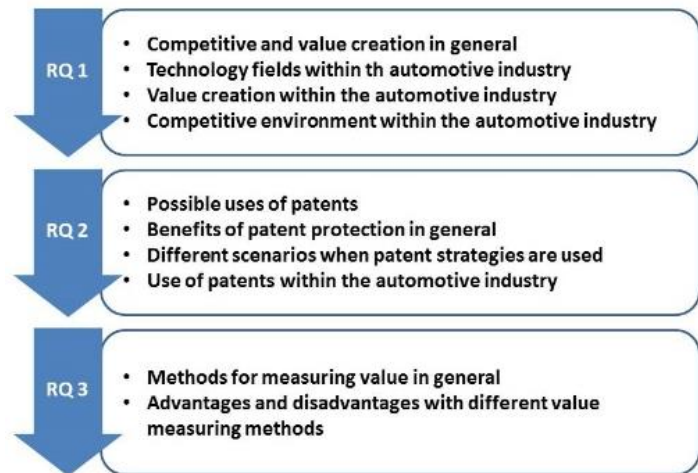 RQ 1
• Competitive and value creation in general
• Technology fields within th automotive industry
• Value creation within the automotive industry
• Competitive environment within the automotive industry
RQ 2
• Possible uses of patents
• Benefits of patent protection in general
• Different scenarios when patent strategies are used
• Use of patents within the automotive industry
RQ 3
• Methods for measuring value in general
• Advantages and disadvantages with different value
measuring methods